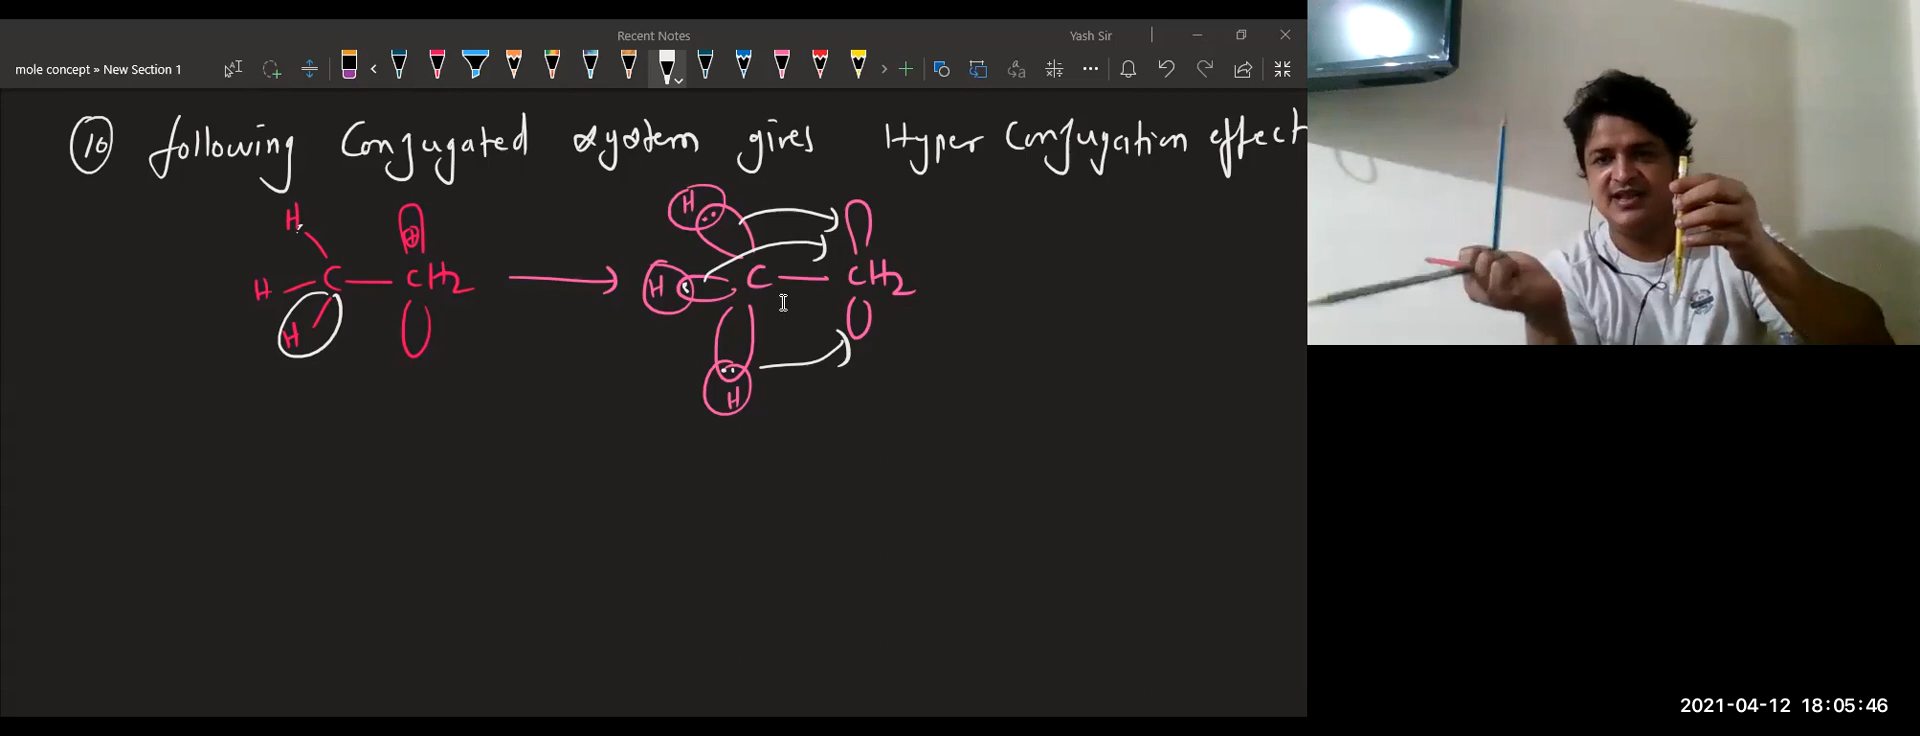 Recent Notes
Yash Sir
mole concept » New Section 1
10 following Conjugated system gives Hyper Conjugation effect
H H
H C CH2 H C CH2
H H
2021-04-12 18:05:46